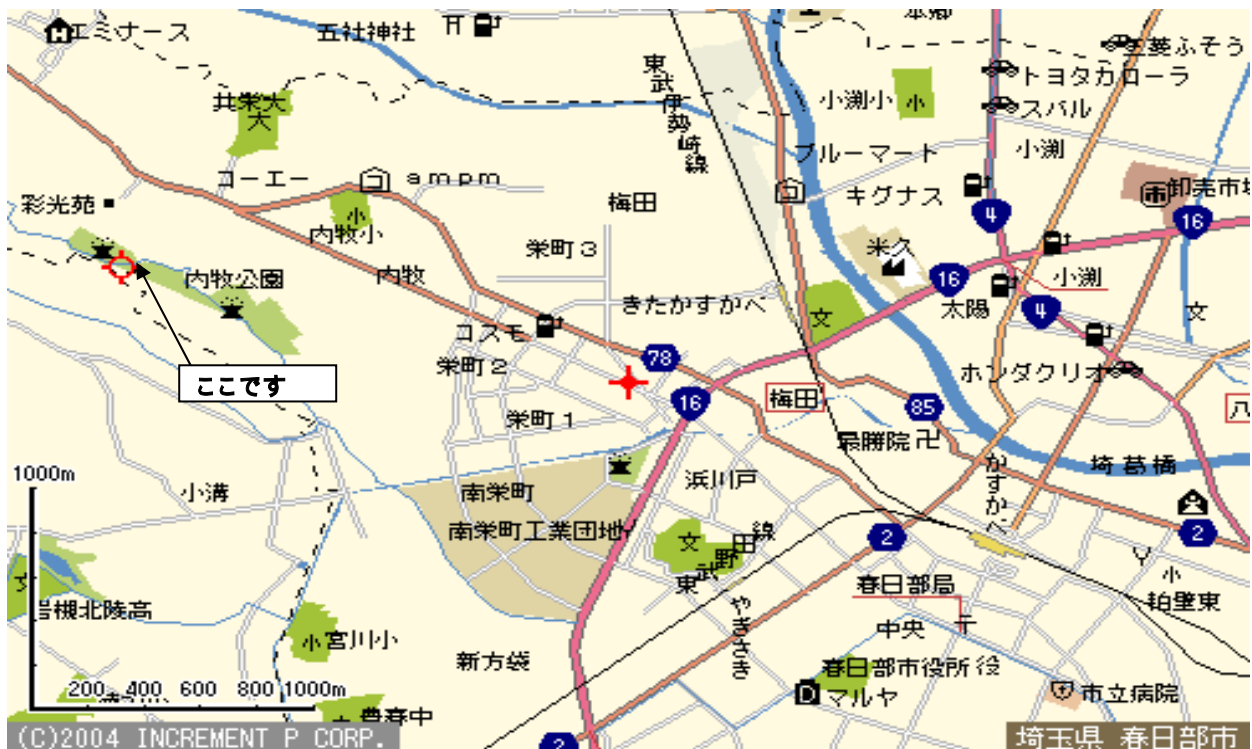 エミナース
五社神社
本郷
三菱ふそう
トヨタカローラ
スバル
東武伊勢崎線
共栄大
大
小渕小
小
小渕
ブルーマート
コーエー
ampm
キグナス
卸売市場
市
彩光苑
梅田
小
内牧小
4
16
栄町3
米久
内牧公園
内牧
16
小渕
きたかすかべ
太陽
4
文
文
コスモ
78
栄町2
ホンダクリオ
ここです
16
梅田
85
八
栄町1
最勝院
埼葛橋
かすかべ
1000m
小溝
南栄町
浜川戸
南栄町工業団地
文
東武野田線
2
2
文
岩槻北陵高
春日部局
小
粕壁東
やぎさき
中央
小
宮川小
新方袋
春日部市役所
役
D
マルヤ
市立病院
200 400 600 800 1000m
豊春中
2
(C)2004 INCREMENT P CORP.
埼玉県 春日部市